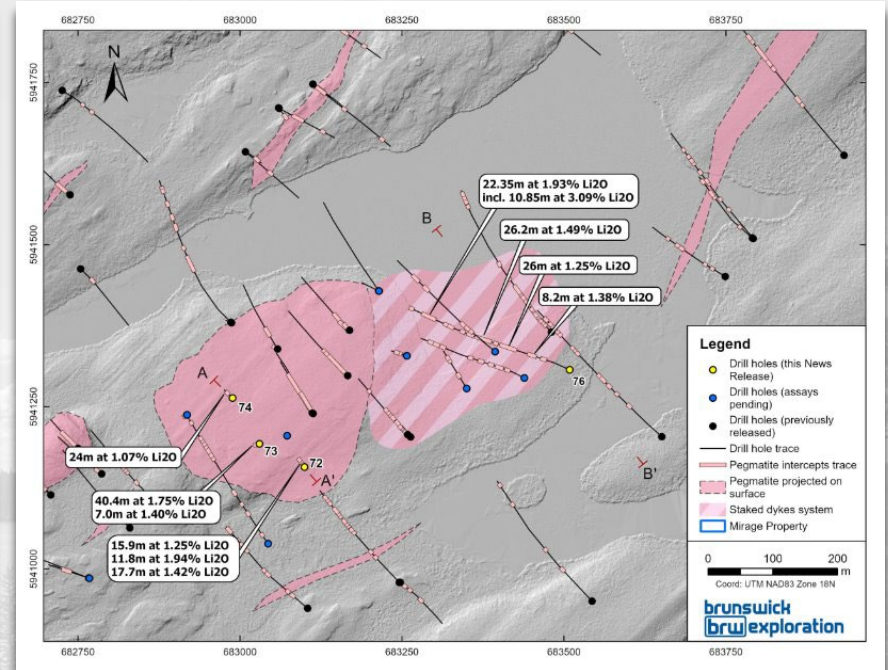 682750 683000 683250 683500 683750
5941750
5941500
5941250
5941000
N
22.35m at 1.93% Li2O
incl. 10.85m at 3.09% Li2O
B
26.2m at 1.49% Li2O
26m at 1.25% Li2O
8.2m at 1.38% Li2O
A
74
76
73
72
A'
B'
24m at 1.07% Li2O
40.4m at 1.75% Li2O
7.0m at 1.40% Li2O
15.9m at 1.25% Li2O
11.8m at 1.94% Li2O
17.7m at 1.42% Li2O
Legend
Drill holes (this News
Release)
Drill holes (assays
pending)
Drill holes (previously
released)
Drill hole trace
Pegmatite intercepts trace
Pegmatite projected on
surface
Staked dykes system
Mirage Property
0 100 200
m
Coord: UTM NAD83 Zone 18N
brunswick
brw exploration
682750 683000 683250 683500 683750